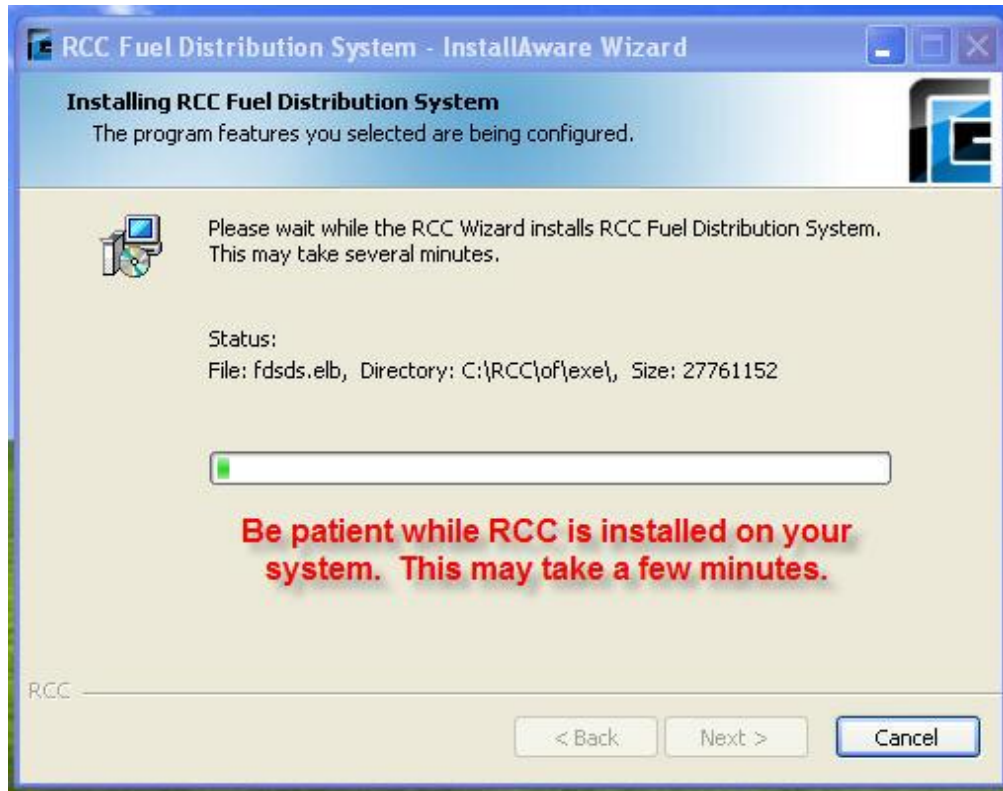 RCC Fuel Distribution System - InstallAware Wizard
Installing RCC Fuel Distribution System
The program features you selected are being configured.
Please wait while the RCC Wizard installs RCC Fuel Distribution System.
This may take several minutes.
Status:
File: fdsds.elb, Directory: C:\RCC\of\exe\, Size: 27761152
Be patient while RCC is installed on your
system. This may take a few minutes.
RCC
< Back
Next >
Cancel